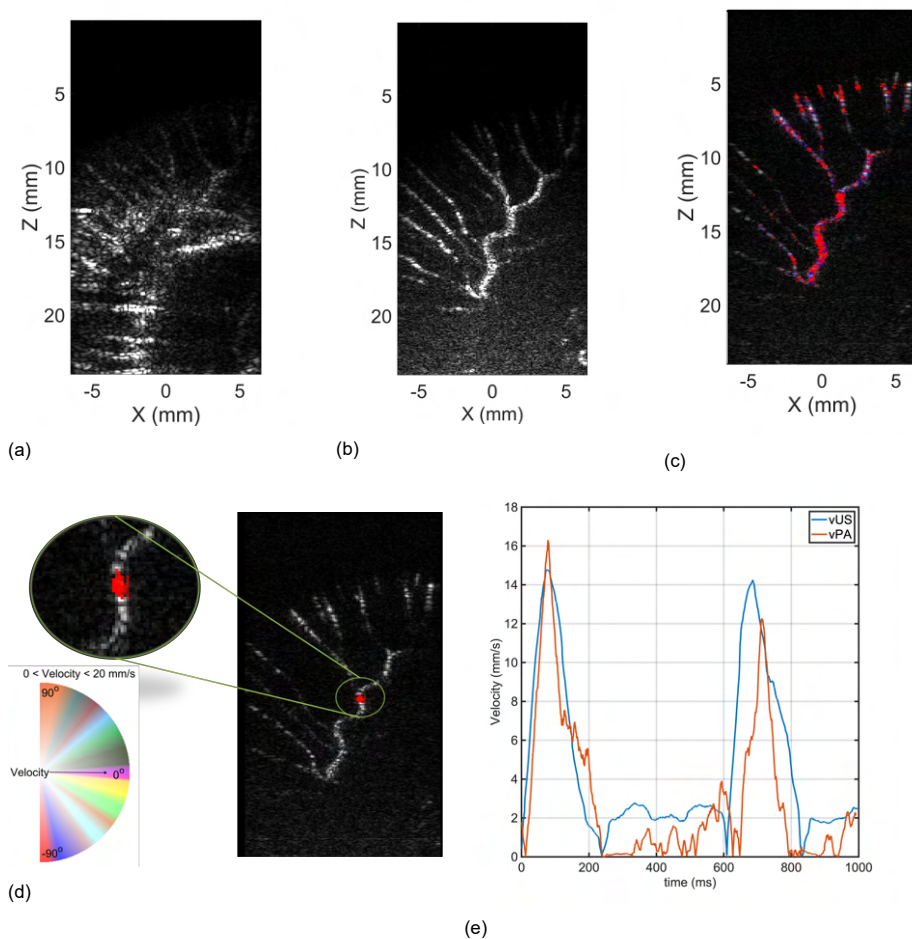 5
10
15
20
Z (mm)
-5
0
5
X (mm)
(a)
5
10
15
20
Z (mm)
-5
0
5
X (mm)
(b)
5
10
15
20
Z (mm)
-5
0
5
X (mm)
(c)
0 < Velocity < 20 mm/s
90°
Velocity
0°
-90°
(d)
18
16
14
12
10
8
6
4
2
0
Velocity (mm/s)
vUS
vPA
0
200
400
600
800
1000
time (ms)
(e)